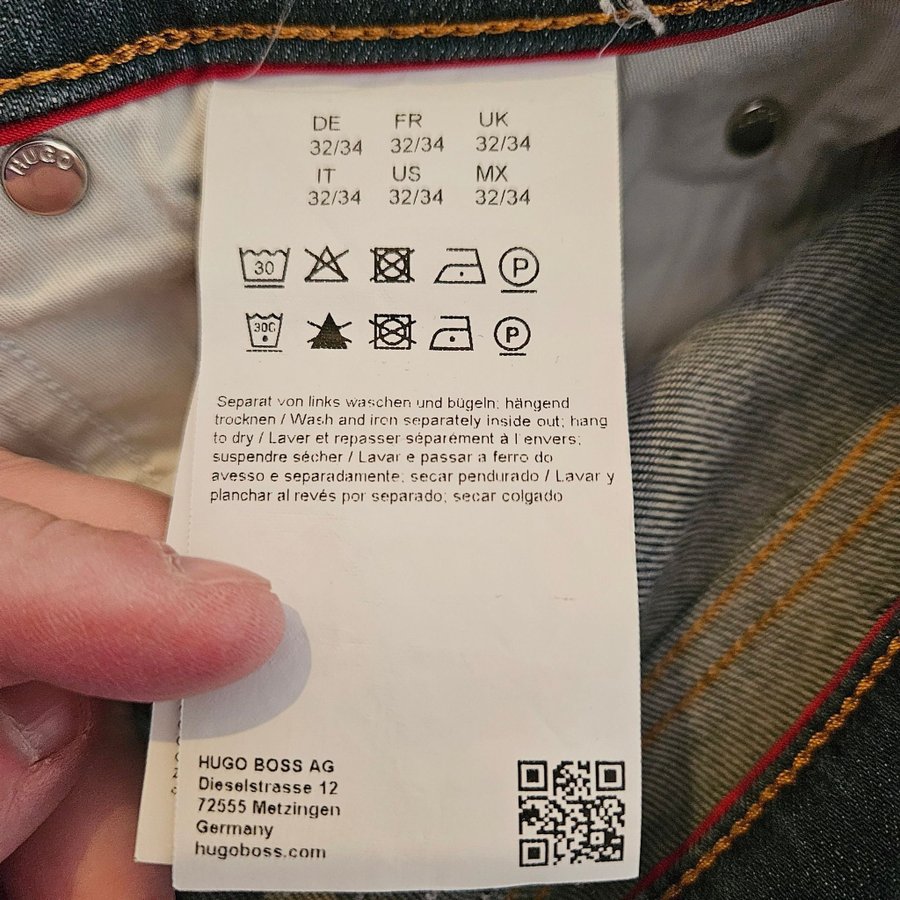 HUGO
DE FR UK
32/34 32/34 32/34
IT US MX
32/34 32/34 32/34
30 P
30C P
Separat von links waschen und bügeln; hängend
trocknen / Wash and iron separately inside out; hang
to dry / Laver et repasser séparément à l'envers;
suspendre sécher / Lavar e passar a ferro do
avesso e separadamente; secar pendurado / Lavar y
planchar al revés por separado; secar colgado
HUGO BOSS AG
Dieselstrasse 12
72555 Metzingen
Germany
hugoboss.com